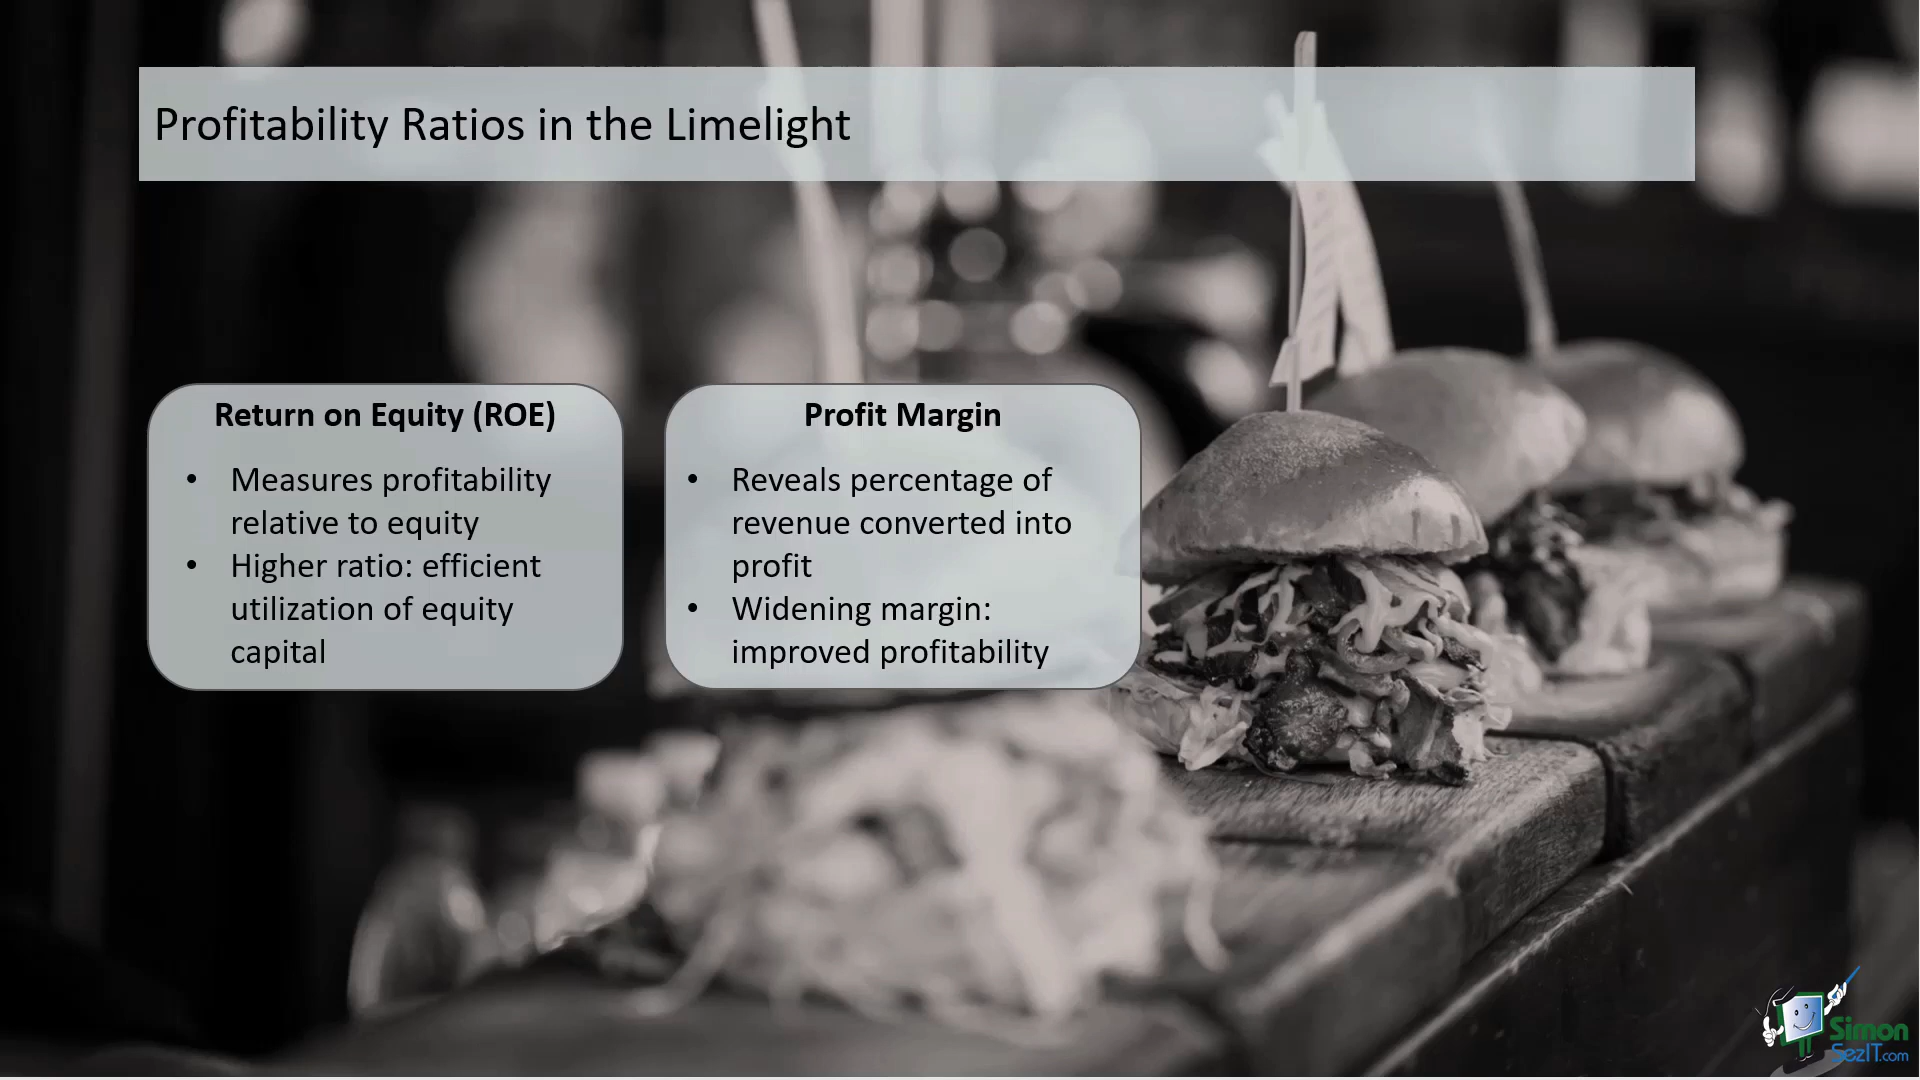 Profitability Ratios in the Limelight
Return on Equity (ROE)
• Measures profitability
relative to equity
• Higher ratio: efficient
utilization of equity
capital
Profit Margin
• Reveals percentage of
revenue converted into
profit
• Widening margin:
improved profitability
Simon
SezIT.com